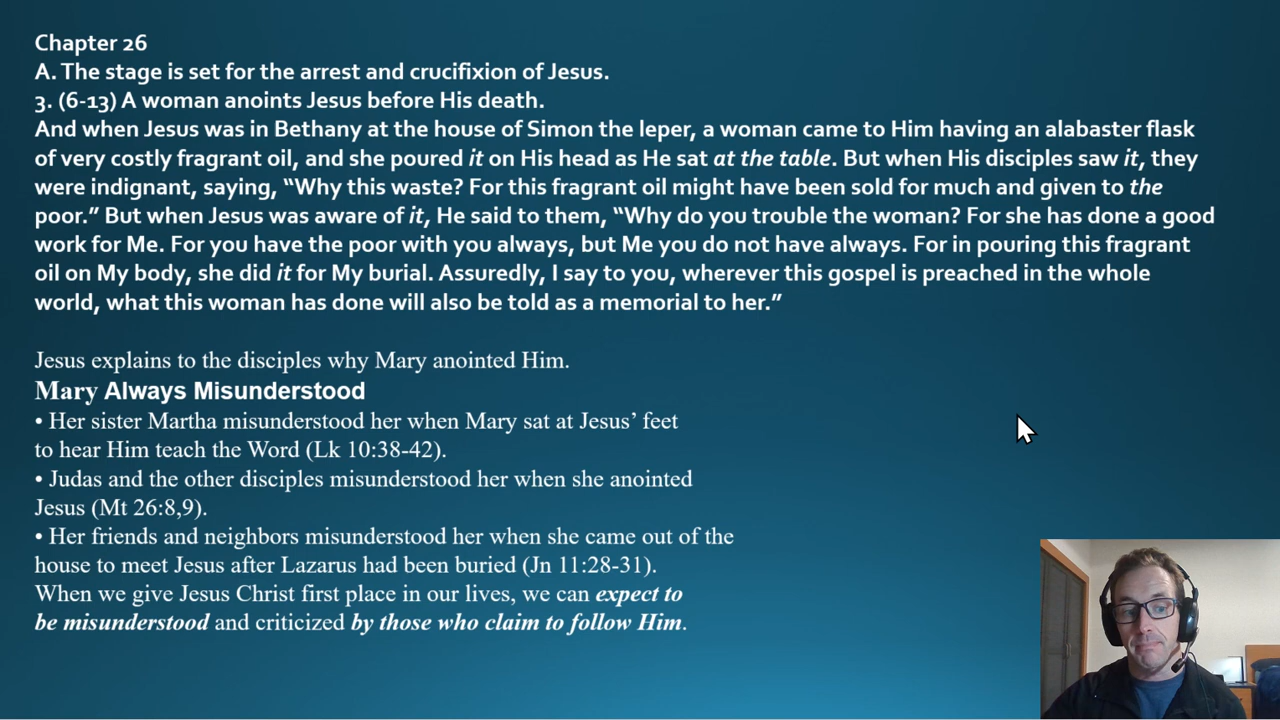 Chapter 26
A. The stage is set for the arrest and crucifixion of Jesus.
3. (6-13) A woman anoints Jesus before His death.
And when Jesus was in Bethany at the house of Simon the leper, a woman came to Him having an alabaster flask
of very costly fragrant oil, and she poured it on His head as He sat at the table. But when His disciples saw it, they
were indignant, saying, “Why this waste? For this fragrant oil might have been sold for much and given to the
poor.” But when Jesus was aware of it, He said to them, “Why do you trouble the woman? For she has done a good
work for Me. For you have the poor with you always, but Me you do not have always. For in pouring this fragrant
oil on My body, she did it for My burial. Assuredly, I say to you, wherever this gospel is preached in the whole
world, what this woman has done will also be told as a memorial to her.”
Jesus explains to the disciples why Mary anointed Him.
Mary Always Misunderstood
• Her sister Martha misunderstood her when Mary sat at Jesus’ feet
to hear Him teach the Word (Lk 10:38-42).
• Judas and the other disciples misunderstood her when she anointed
Jesus (Mt 26:8,9).
• Her friends and neighbors misunderstood her when she came out of the
house to meet Jesus after Lazarus had been buried (Jn 11:28-31).
When we give Jesus Christ first place in our lives, we can expect to
be misunderstood and criticized by those who claim to follow Him.